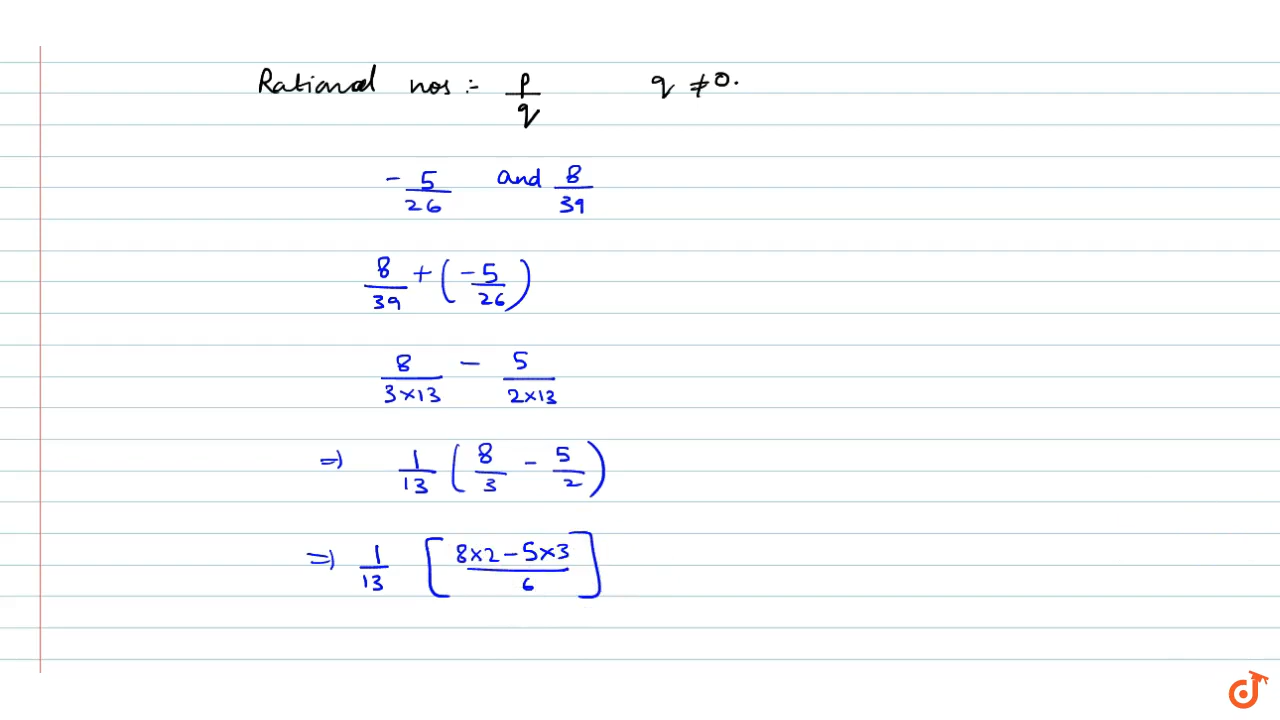 Rational nos :- p/q q ≠ 0.
- 5/26 and 8/39
8/39 + (-5/26)
8/(3×13) - 5/(2×13)
⇒ 1/13 (8/3 - 5/2)
⇒ 1/13 [(8×2 - 5×3)/6]